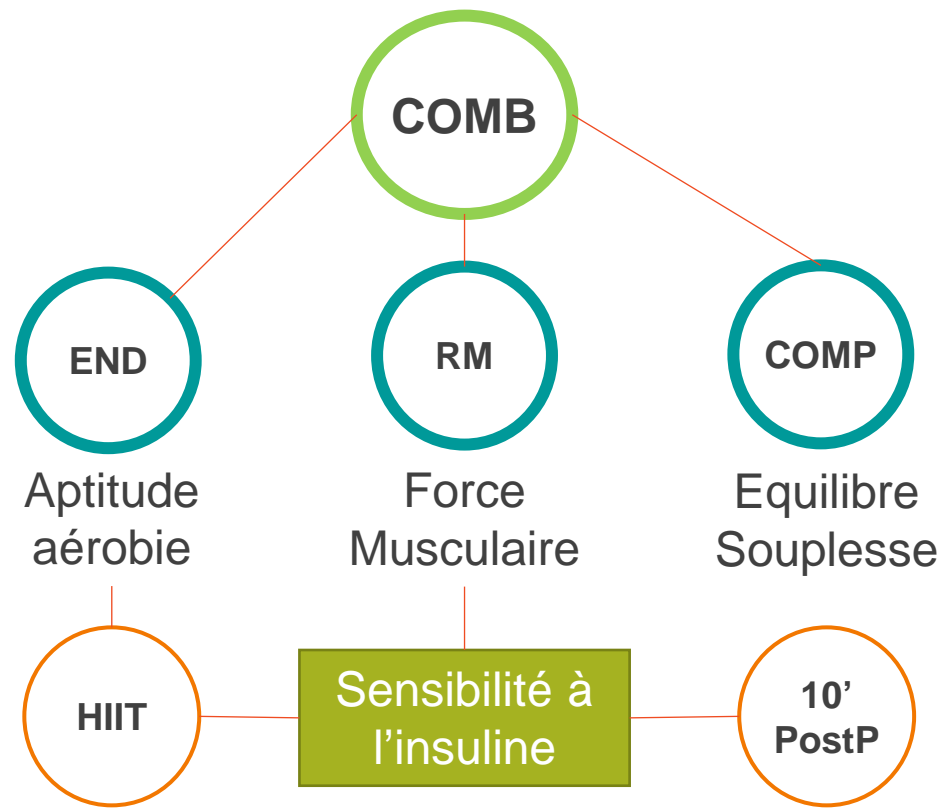 COMB
END
RM
COMP
Aptitude
aérobie
Force
Musculaire
Equilibre
Souplesse
HIIT
Sensibilité à
l’insuline
10’
PostP